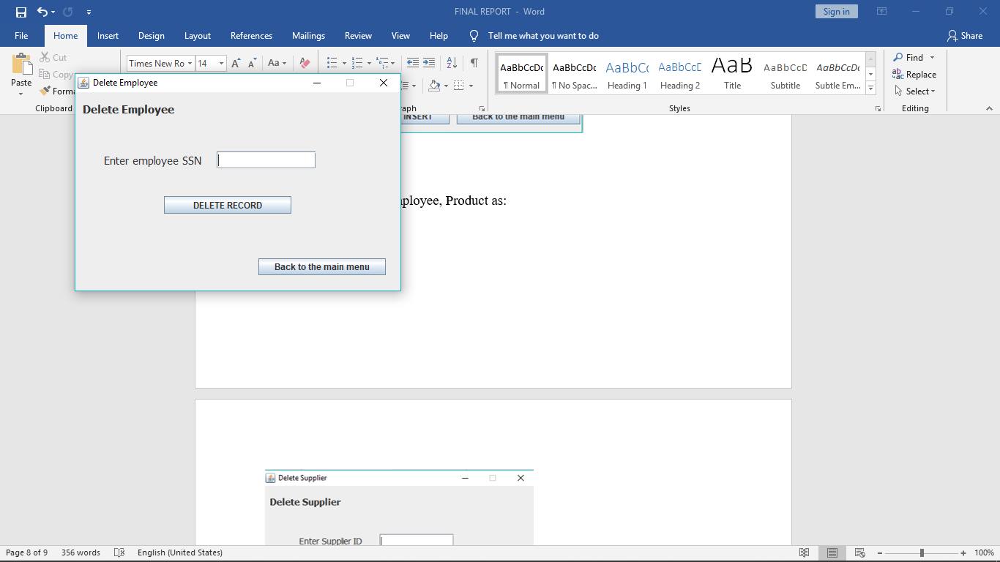 FINAL REPORT - Word
Sign in
File Home Insert Design Layout References Mailings Review View Help Tell me what you want to do Share
Cut
Copy
Paste
Clipboard
Times New Ro 14 Aa
AaBbCcDc AaBbCcDc AaBbCc AaBbCcD AaB AaBbCcD AaBbCcDc
¶ Normal ¶ No Spac... Heading 1 Heading 2 Title Subtitle Subtle Em...
Styles
Find
Replace
Select
Editing
Delete Employee
Delete Employee
Enter employee SSN
DELETE RECORD
Back to the main menu
INSERT Back to the main menu
Product as:
Delete Supplier
Delete Supplier
Enter Supplier ID
Page 8 of 9 356 words English (United States) 100%